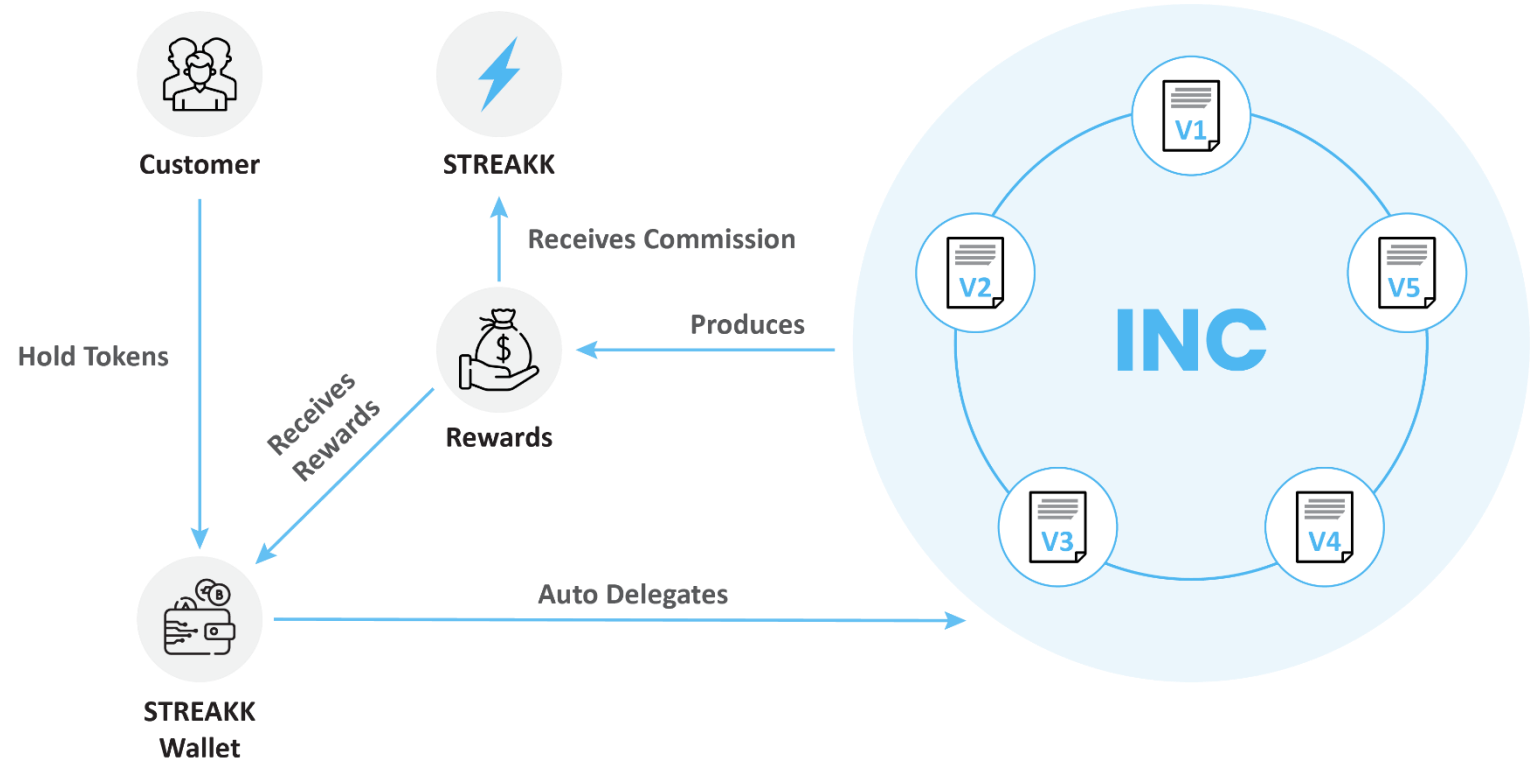 Customer
STREAKK
Receives Commission
Hold Tokens
Produces
$
Rewards
Receives
Rewards
Auto Delegates
A
B
STREAKK
Wallet
INC
V1
V2
V5
V3
V4